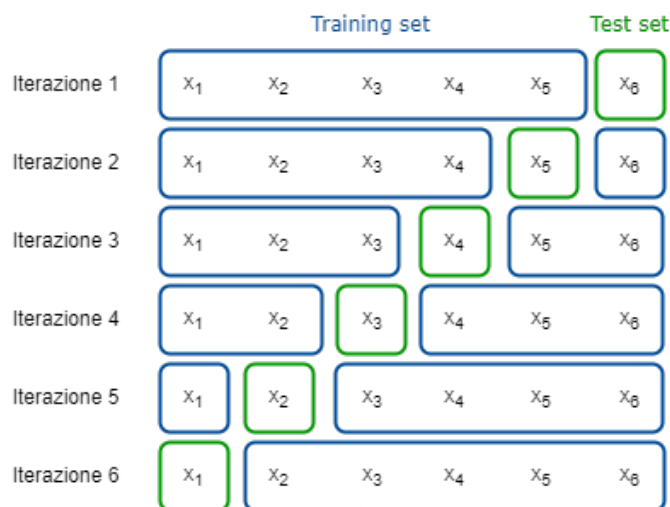 Training set Test set
Iterazione 1 x₁ x₂ x₃ x₄ x₅ x₆
Iterazione 2 x₁ x₂ x₃ x₄ x₅ x₆
Iterazione 3 x₁ x₂ x₃ x₄ x₅ x₆
Iterazione 4 x₁ x₂ x₃ x₄ x₅ x₆
Iterazione 5 x₁ x₂ x₃ x₄ x₅ x₆
Iterazione 6 x₁ x₂ x₃ x₄ x₅ x₆